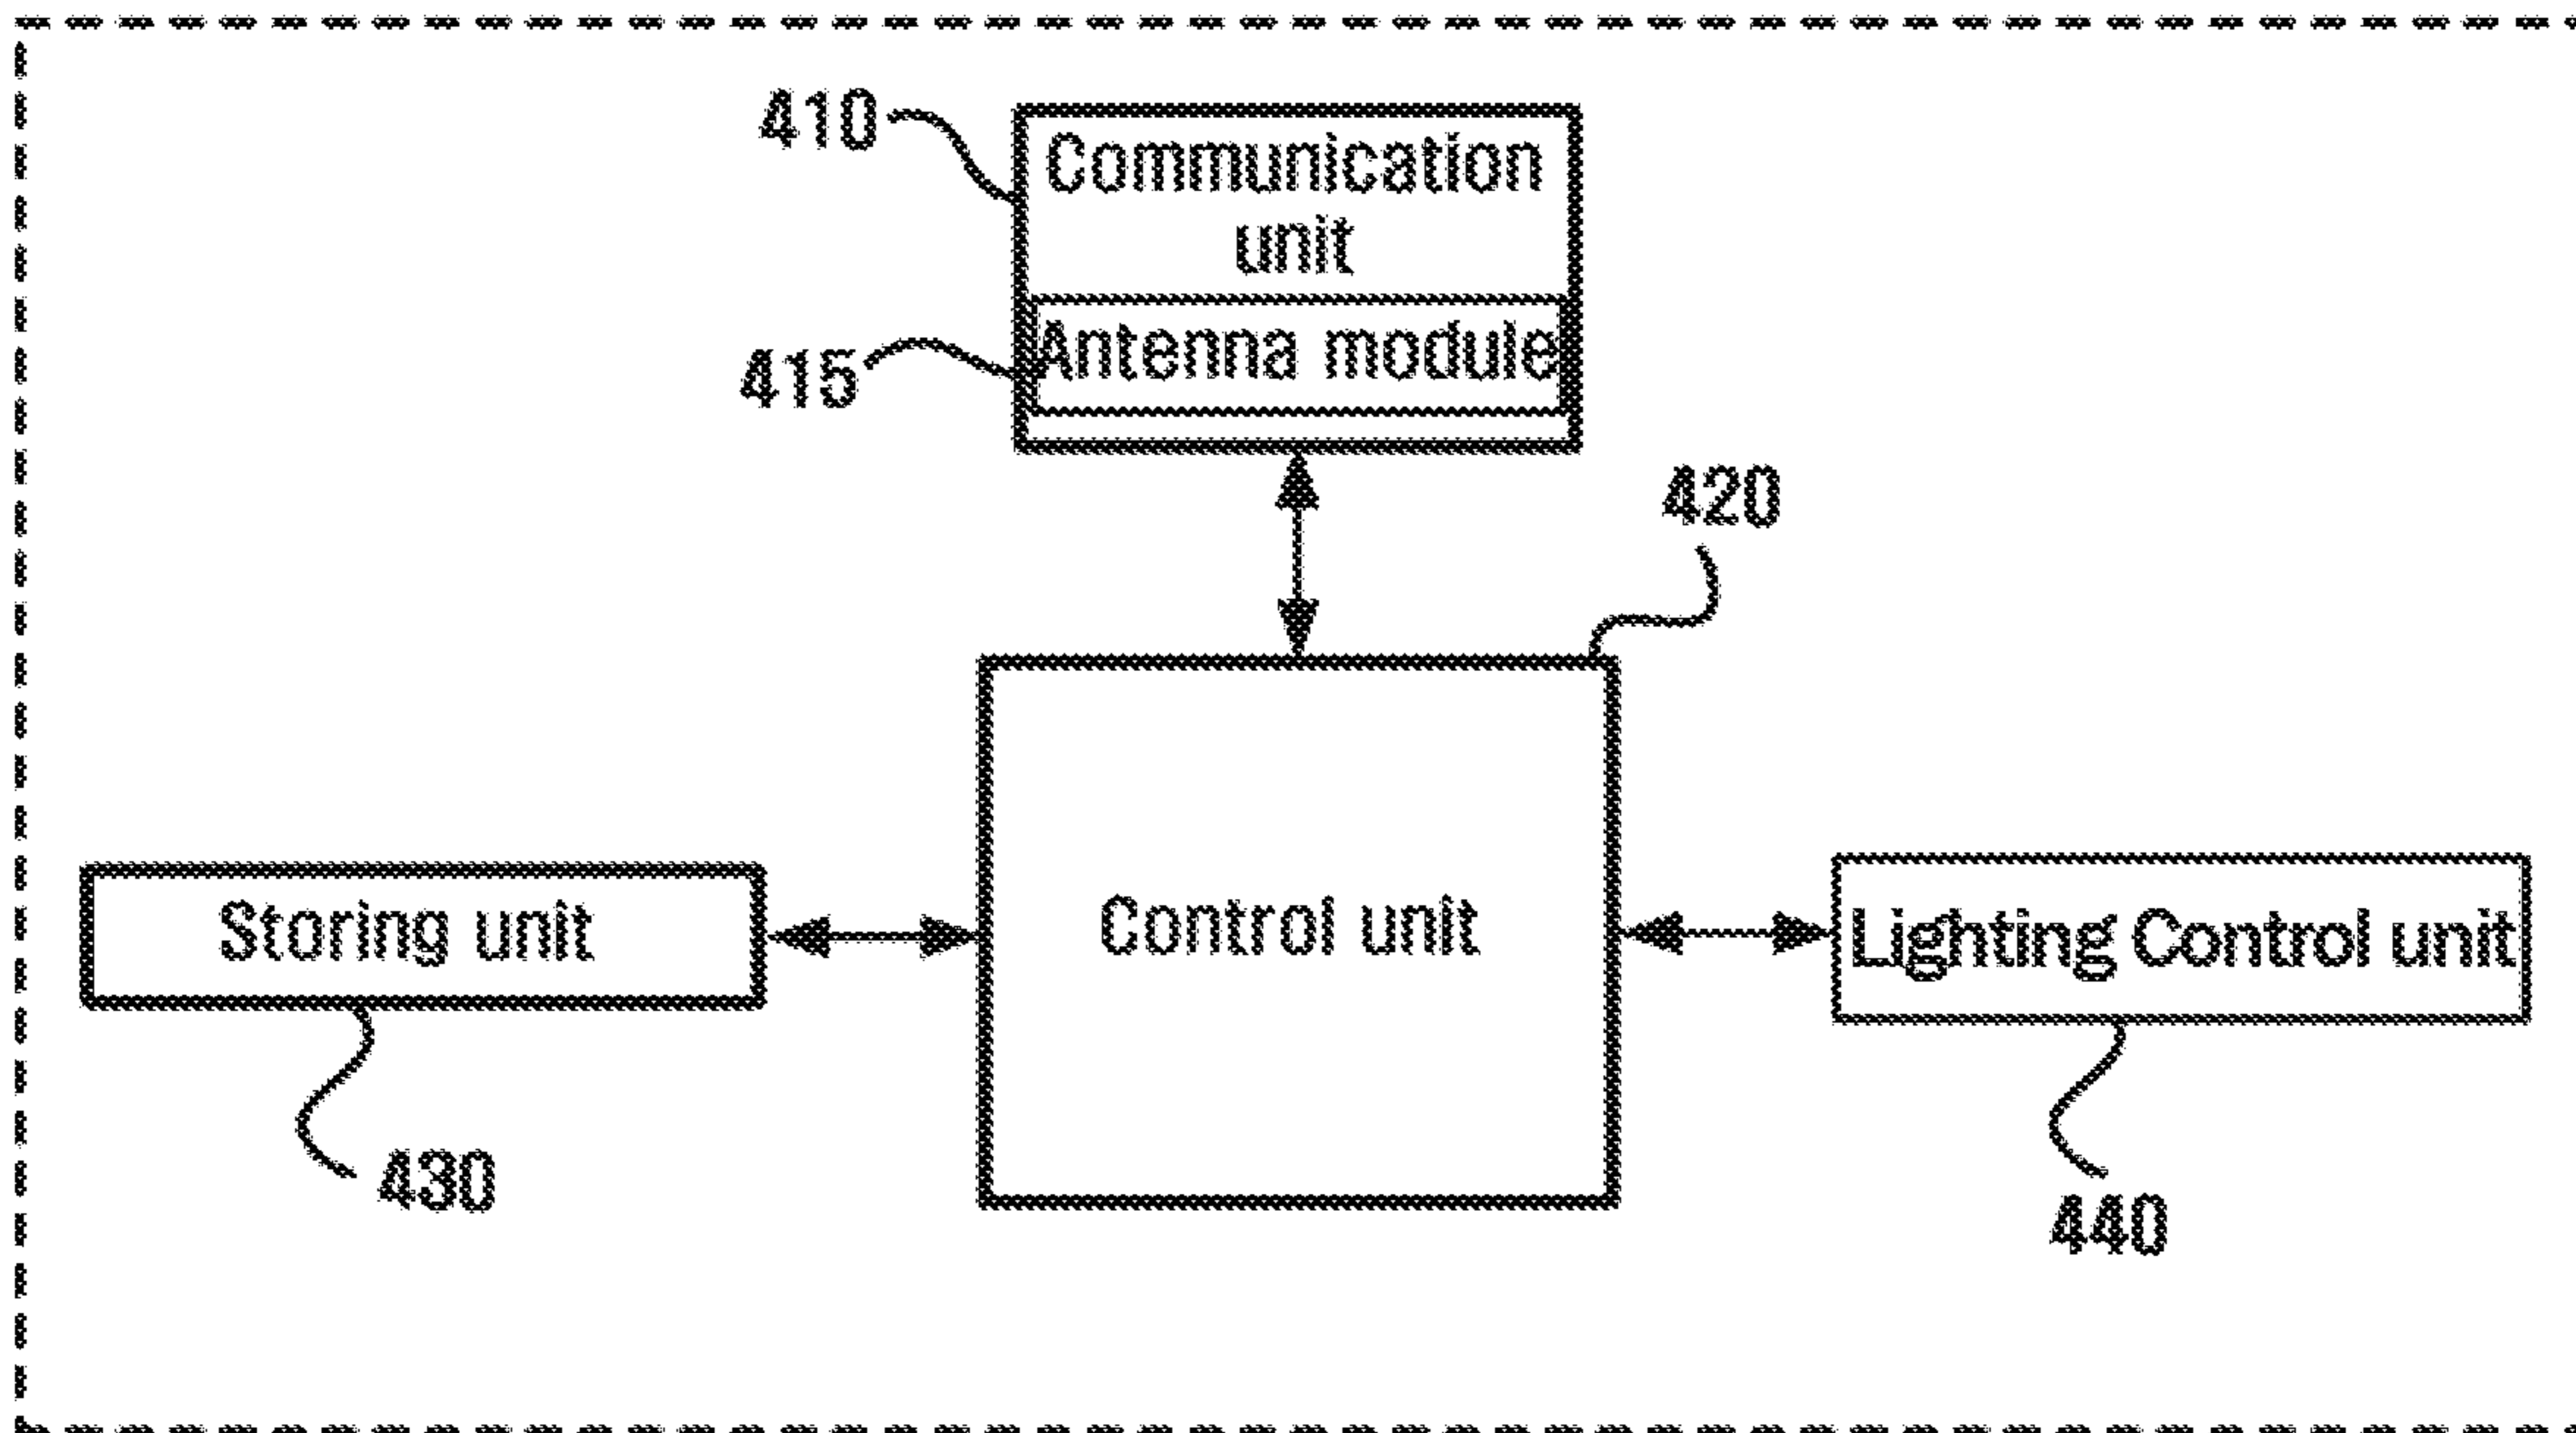 410
Communication
unit
415
Antenna module
420
Storing unit
Control unit
Lighting Control unit
430
440